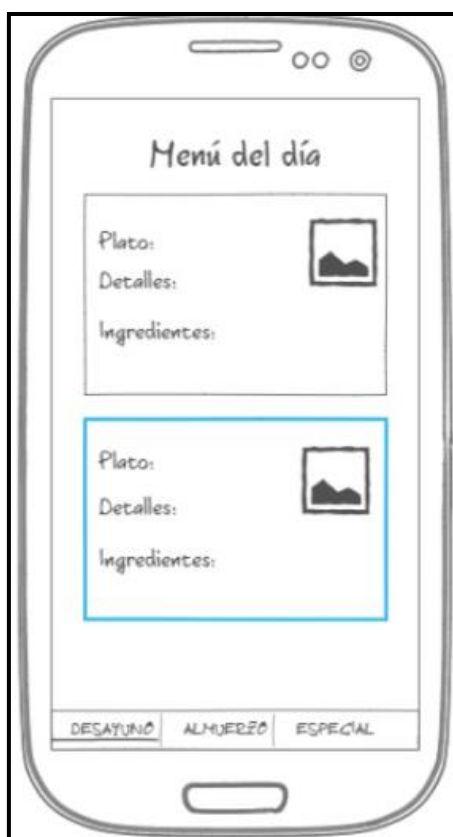 Menú del día
Plato:
Detalles:
Ingredientes:
Plato:
Detalles:
Ingredientes:
DESAYUNO ALMUERZO ESPECIAL